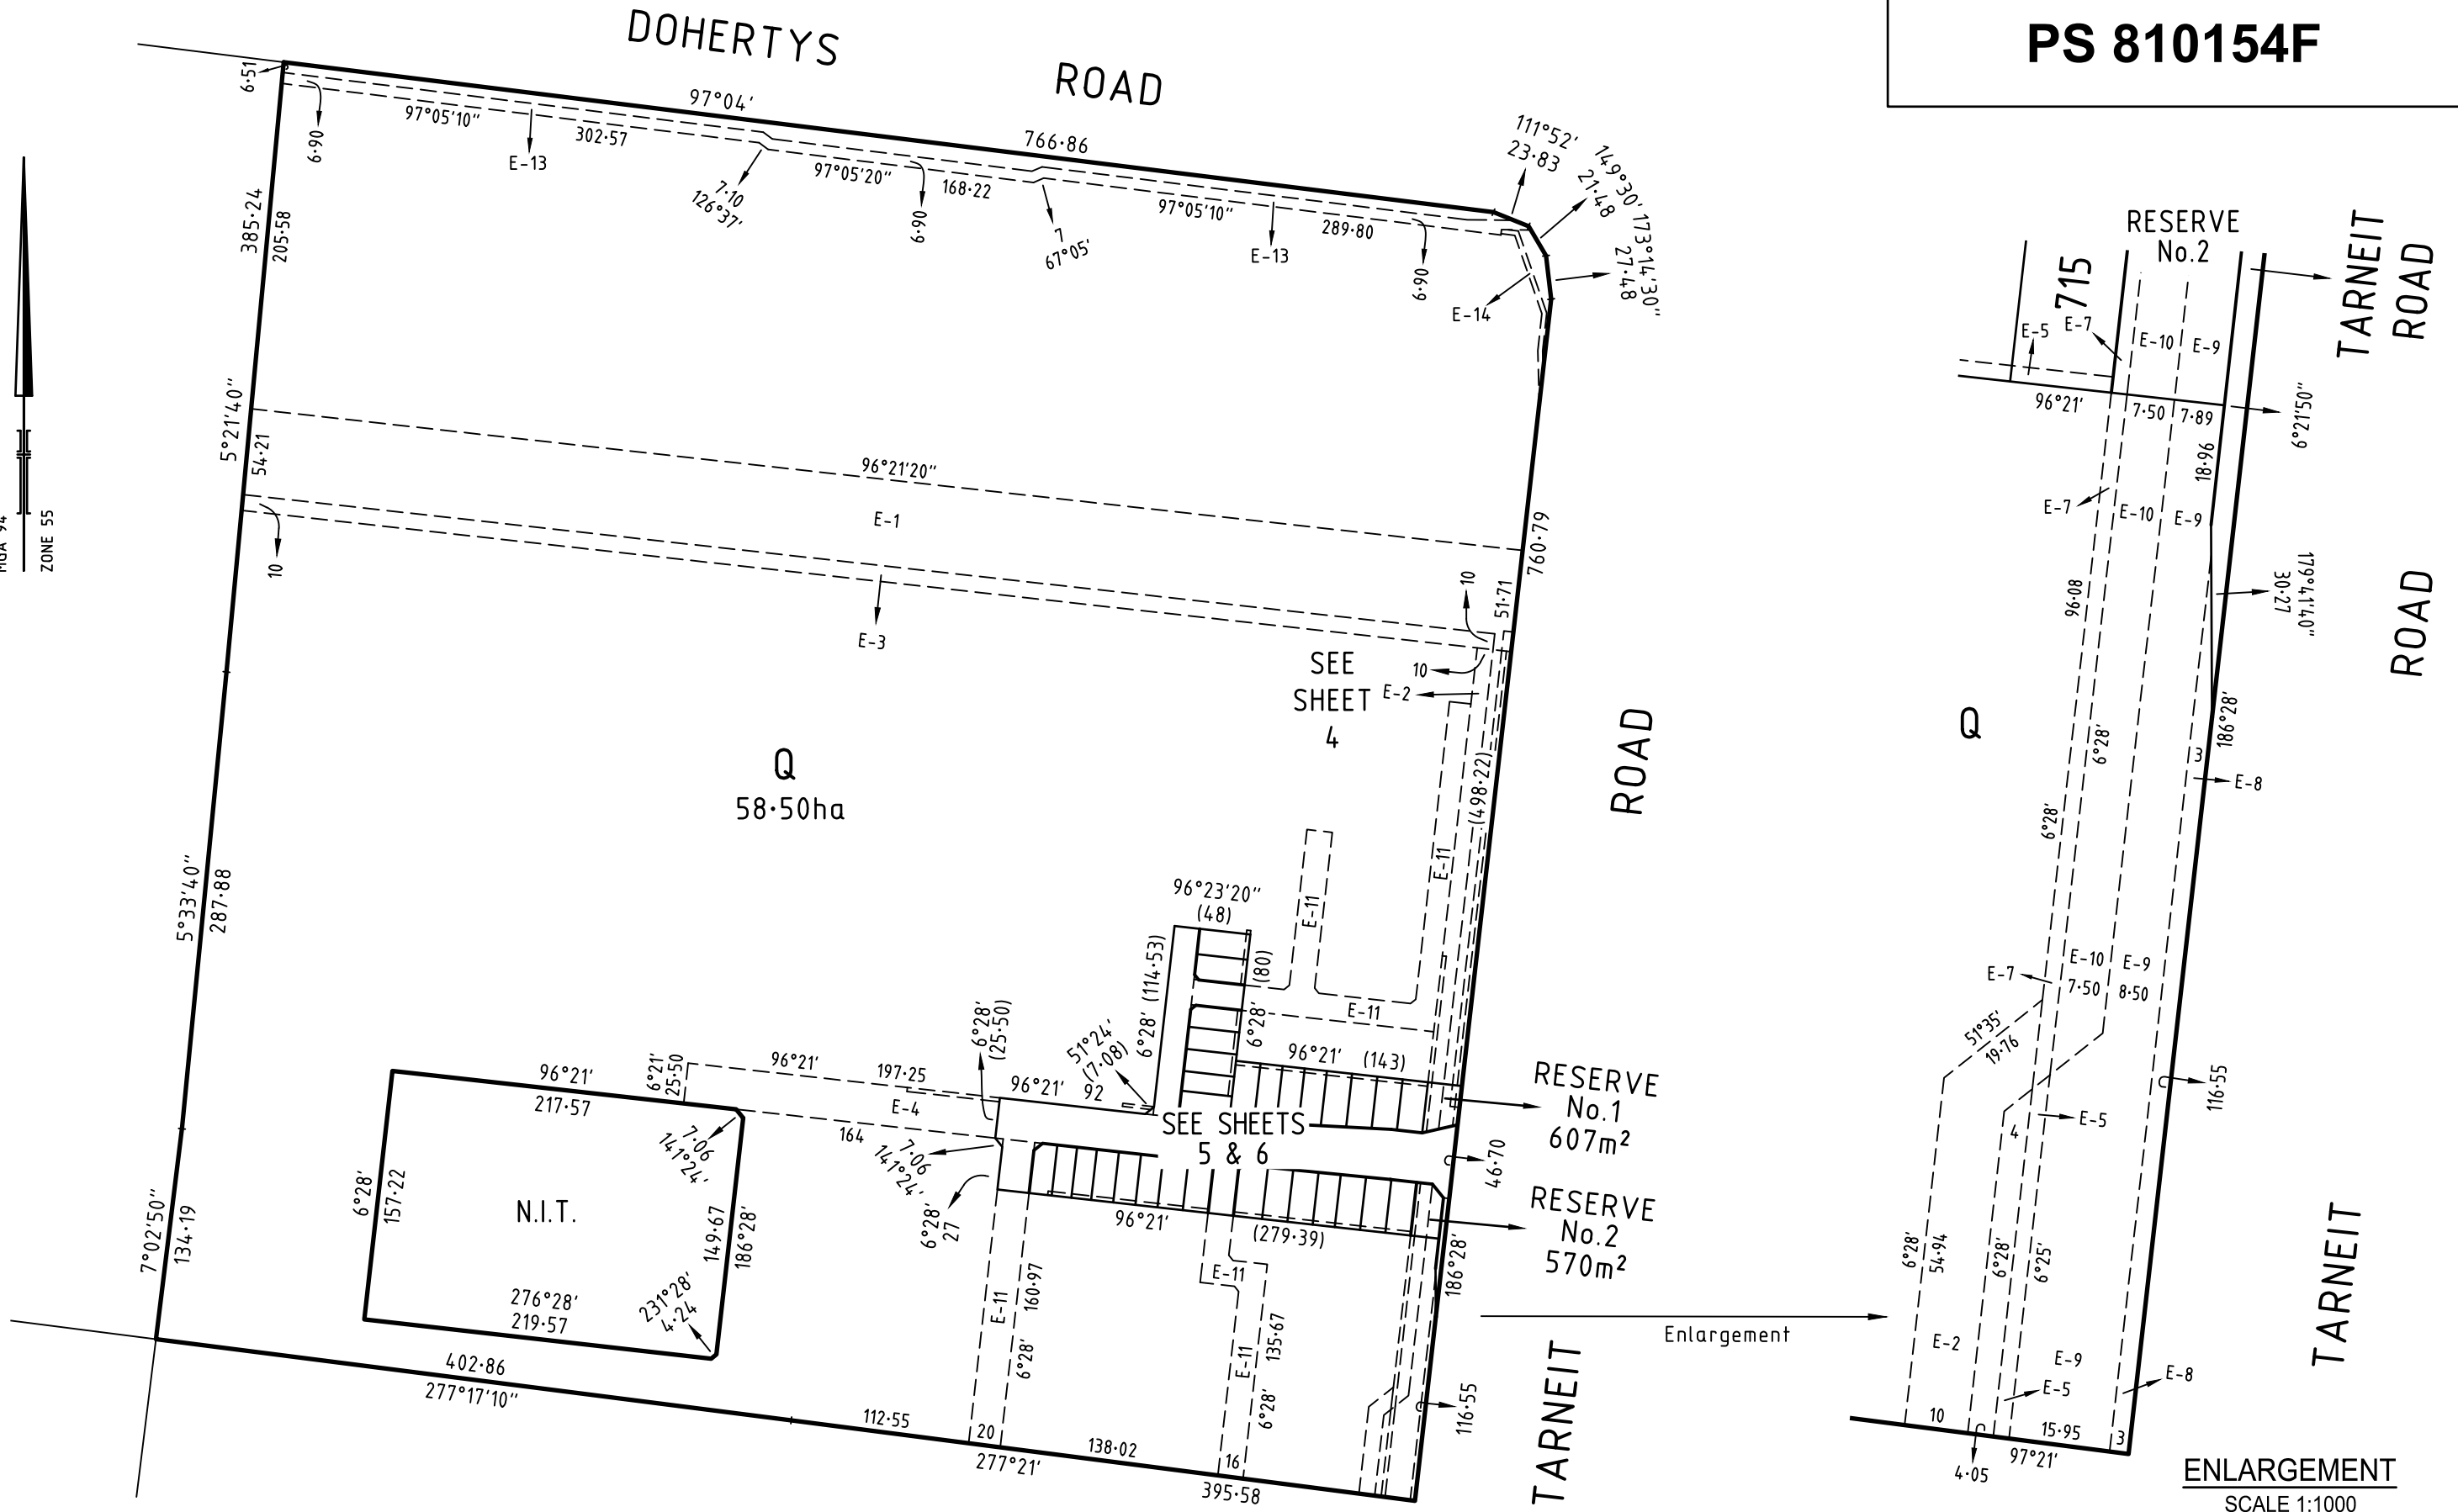 PS 810154F
DOHERTYS
ROAD
97°04'
766·86
6·51
6·90
97°05'10"
E-13
302·57
7·10
126°37'
97°05'20"
6·90
168·22
7
67°05'
97°05'10"
E-13
289·80
6·90
111°52'
23·83
149°30'
21·48
173°14'30"
27·48
E-14
385·24
205·58
5°21'40"
54·21
10
MGA 94
ZONE 55
96°21'20"
E-1
E-3
760·79
51·71
10
10
E-2
SEE
SHEET
4
(498·22)
ROAD
Q
58·50ha
5°33'40"
287·88
E-11
E-11
E-11
96°23'20"
(48)
(80)
6°28' (114·53)
6°28'
96°21' (143)
6°28'
(25·50)
51°24'
(7·08)
96°21'
92
96°21'
217·57
6°21'
25·50
96°21'
197·25
E-4
164
7·06
141°24'
7·06
141°24'
6°28'
27
SEE SHEETS
5 & 6
RESERVE
No.1
607m²
46·70
RESERVE
No.2
570m²
96°21'
(279·39)
186°28'
6°28'
157·22
N.I.T.
149·67
186°28'
276°28'
219·57
231°28'
4·24
7°02'50"
134·19
402·86
277°17'10"
112·55
E-11
160·97
6°28'
20
E-11
E-11
135·67
6°28'
138·02
277°21'
16
395·58
116·55
TARNEIT
Enlargement
RESERVE
No.2
715
TARNEIT
ROAD
E-5
E-7
E-10
E-9
96°21'
7·50
7·89
6°21'50"
18·96
E-7
E-10
E-9
179°41'40"
30·27
96·08
6°28'
6°28'
ROAD
Q
186°28'
3
E-8
E-7
E-10
E-9
7·50
8·50
51°35'
19·76
E-5
4
116·55
6°28'
54·94
6°28'
6°25'
TARNEIT
E-2
E-9
E-5
E-8
10
15·95
3
4·05
97°21'
ENLARGEMENT
SCALE 1:1000